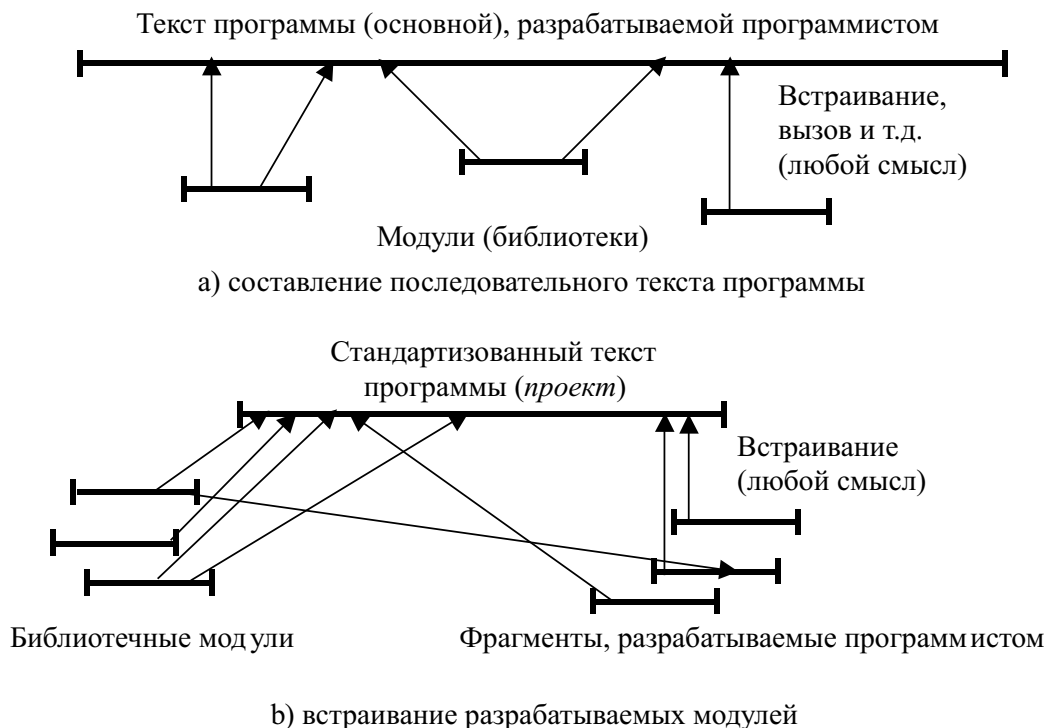 Текст программы (основной), разрабатываемой программистом
Встраивание,
вызов и т.д.
(любой смысл)
Модули (библиотеки)
а) составление последовательного текста программы
Стандартизованный текст
программы (проект)
Встраивание
(любой смысл)
Библиотечные модули
Фрагменты, разрабатываемые программистом
b) встраивание разрабатываемых модулей